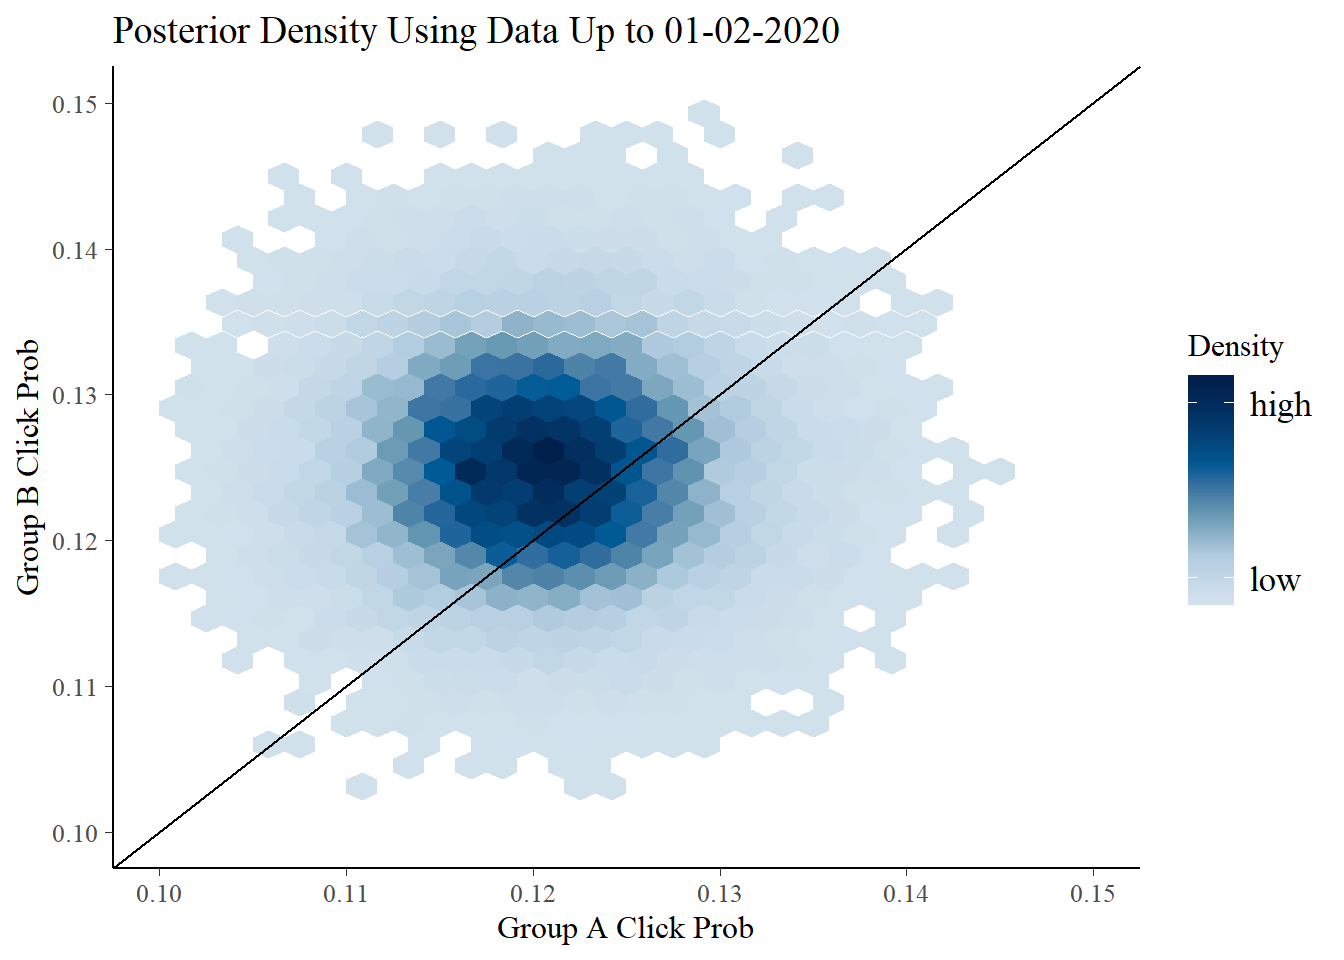 Posterior Density Using Data Up to 01-02-2020
Group B Click Prob
0.15
0.14
0.13
0.12
0.11
0.10
0.10 0.11 0.12 0.13 0.14 0.15
Group A Click Prob
Density
high
low